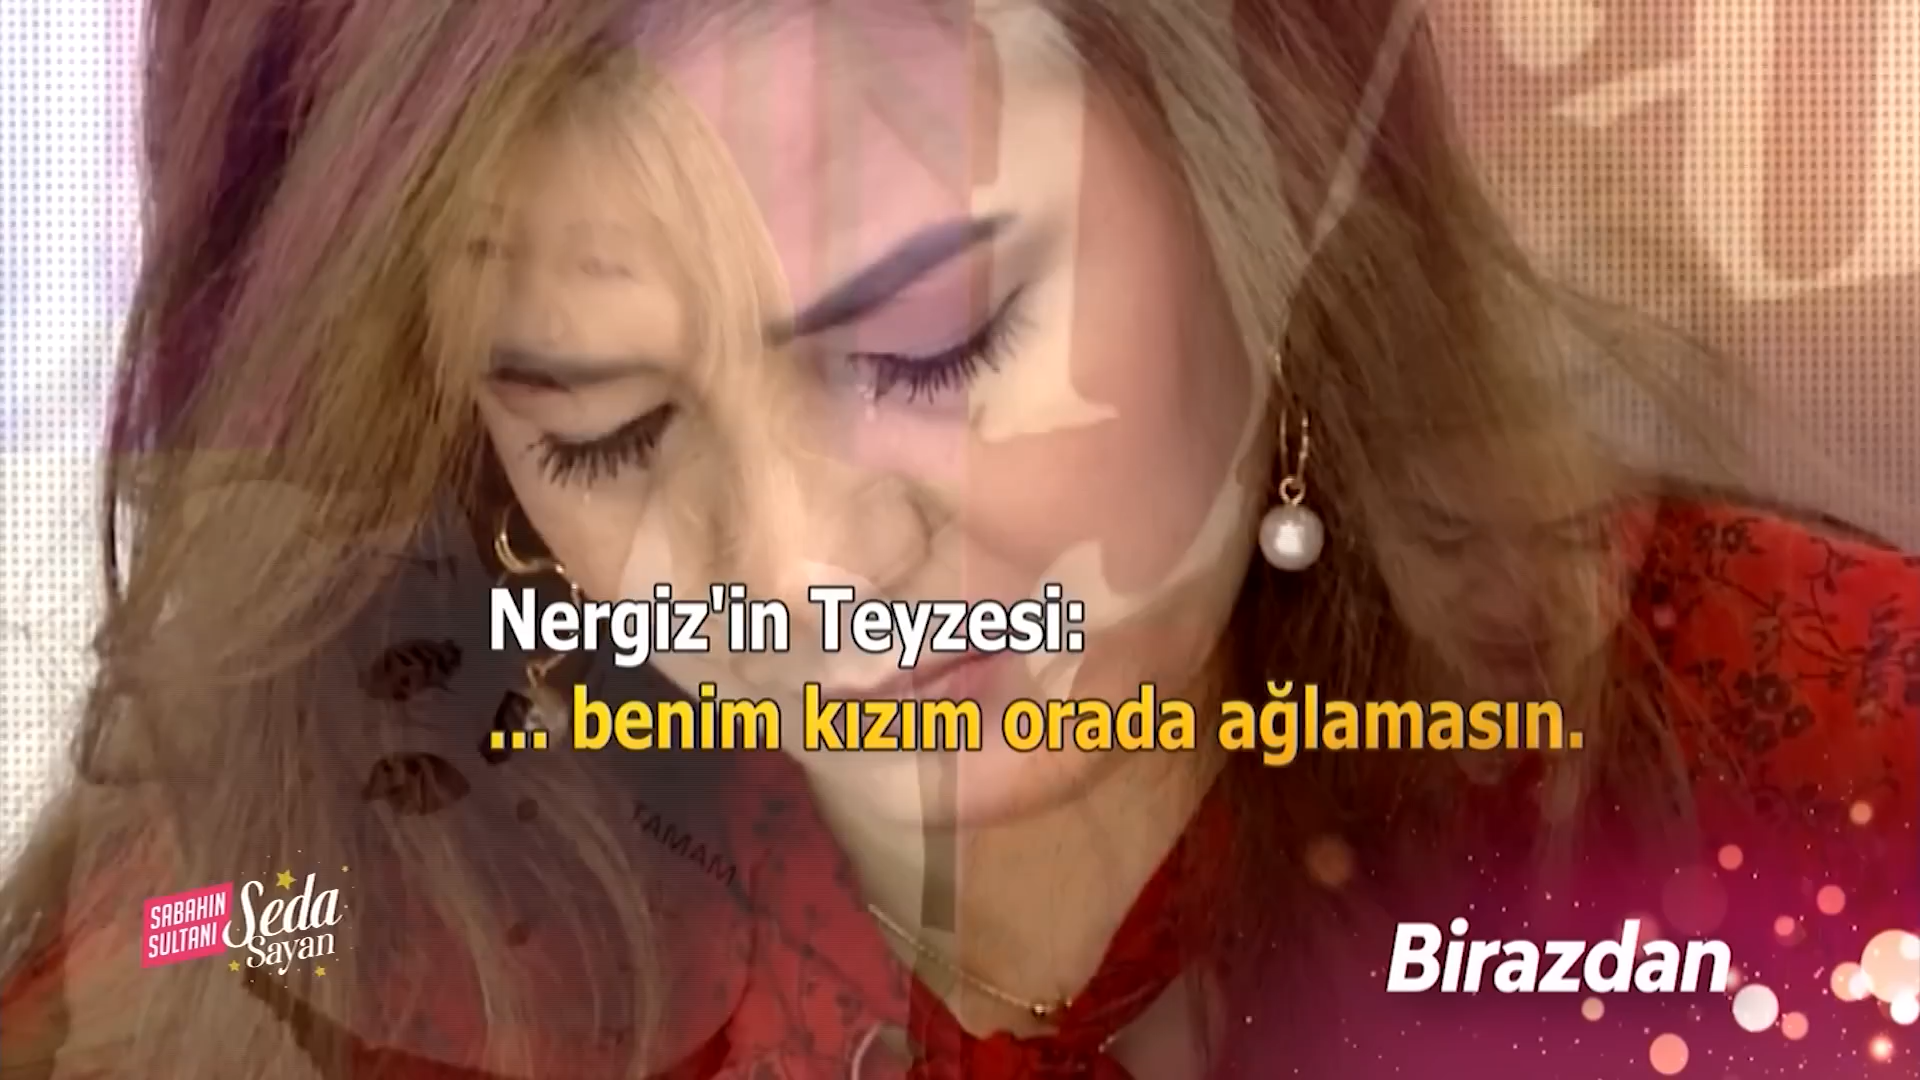 Nergiz'in Teyzesi:
... benim kızım orada ağlamasın.
TAMAM
SABAHIN
SULTANI
Seda
Sayan
Birazdan